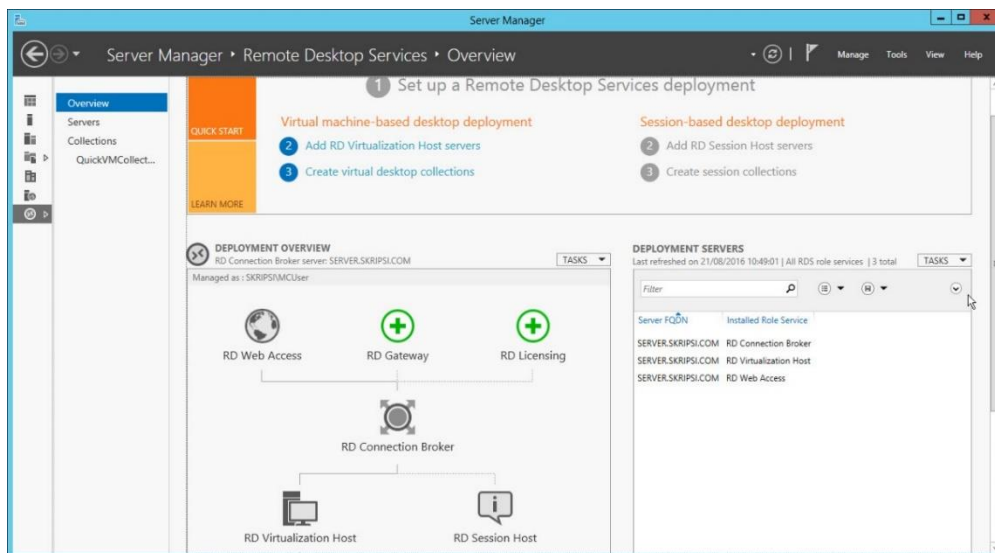 Server Manager
Server Manager • Remote Desktop Services • Overview
Manage Tools View Help
Overview
Servers
Collections
QuickVMCollect...
QUICK START
LEARN MORE
1 Set up a Remote Desktop Services deployment
Virtual machine-based desktop deployment
2 Add RD Virtualization Host servers
3 Create virtual desktop collections
Session-based desktop deployment
2 Add RD Session Host servers
3 Create session collections
DEPLOYMENT OVERVIEW
RD Connection Broker server: SERVER.SKRIPSI.COM
TASKS
Managed as : SKRIPSI\MCUser
RD Web Access
RD Gateway
RD Licensing
RD Connection Broker
RD Virtualization Host
RD Session Host
DEPLOYMENT SERVERS
Last refreshed on 21/08/2016 10:49:01 | All RDS role services | 3 total
TASKS
Filter
Server FQDN Installed Role Service
SERVER.SKRIPSI.COM RD Connection Broker
SERVER.SKRIPSI.COM RD Virtualization Host
SERVER.SKRIPSI.COM RD Web Access